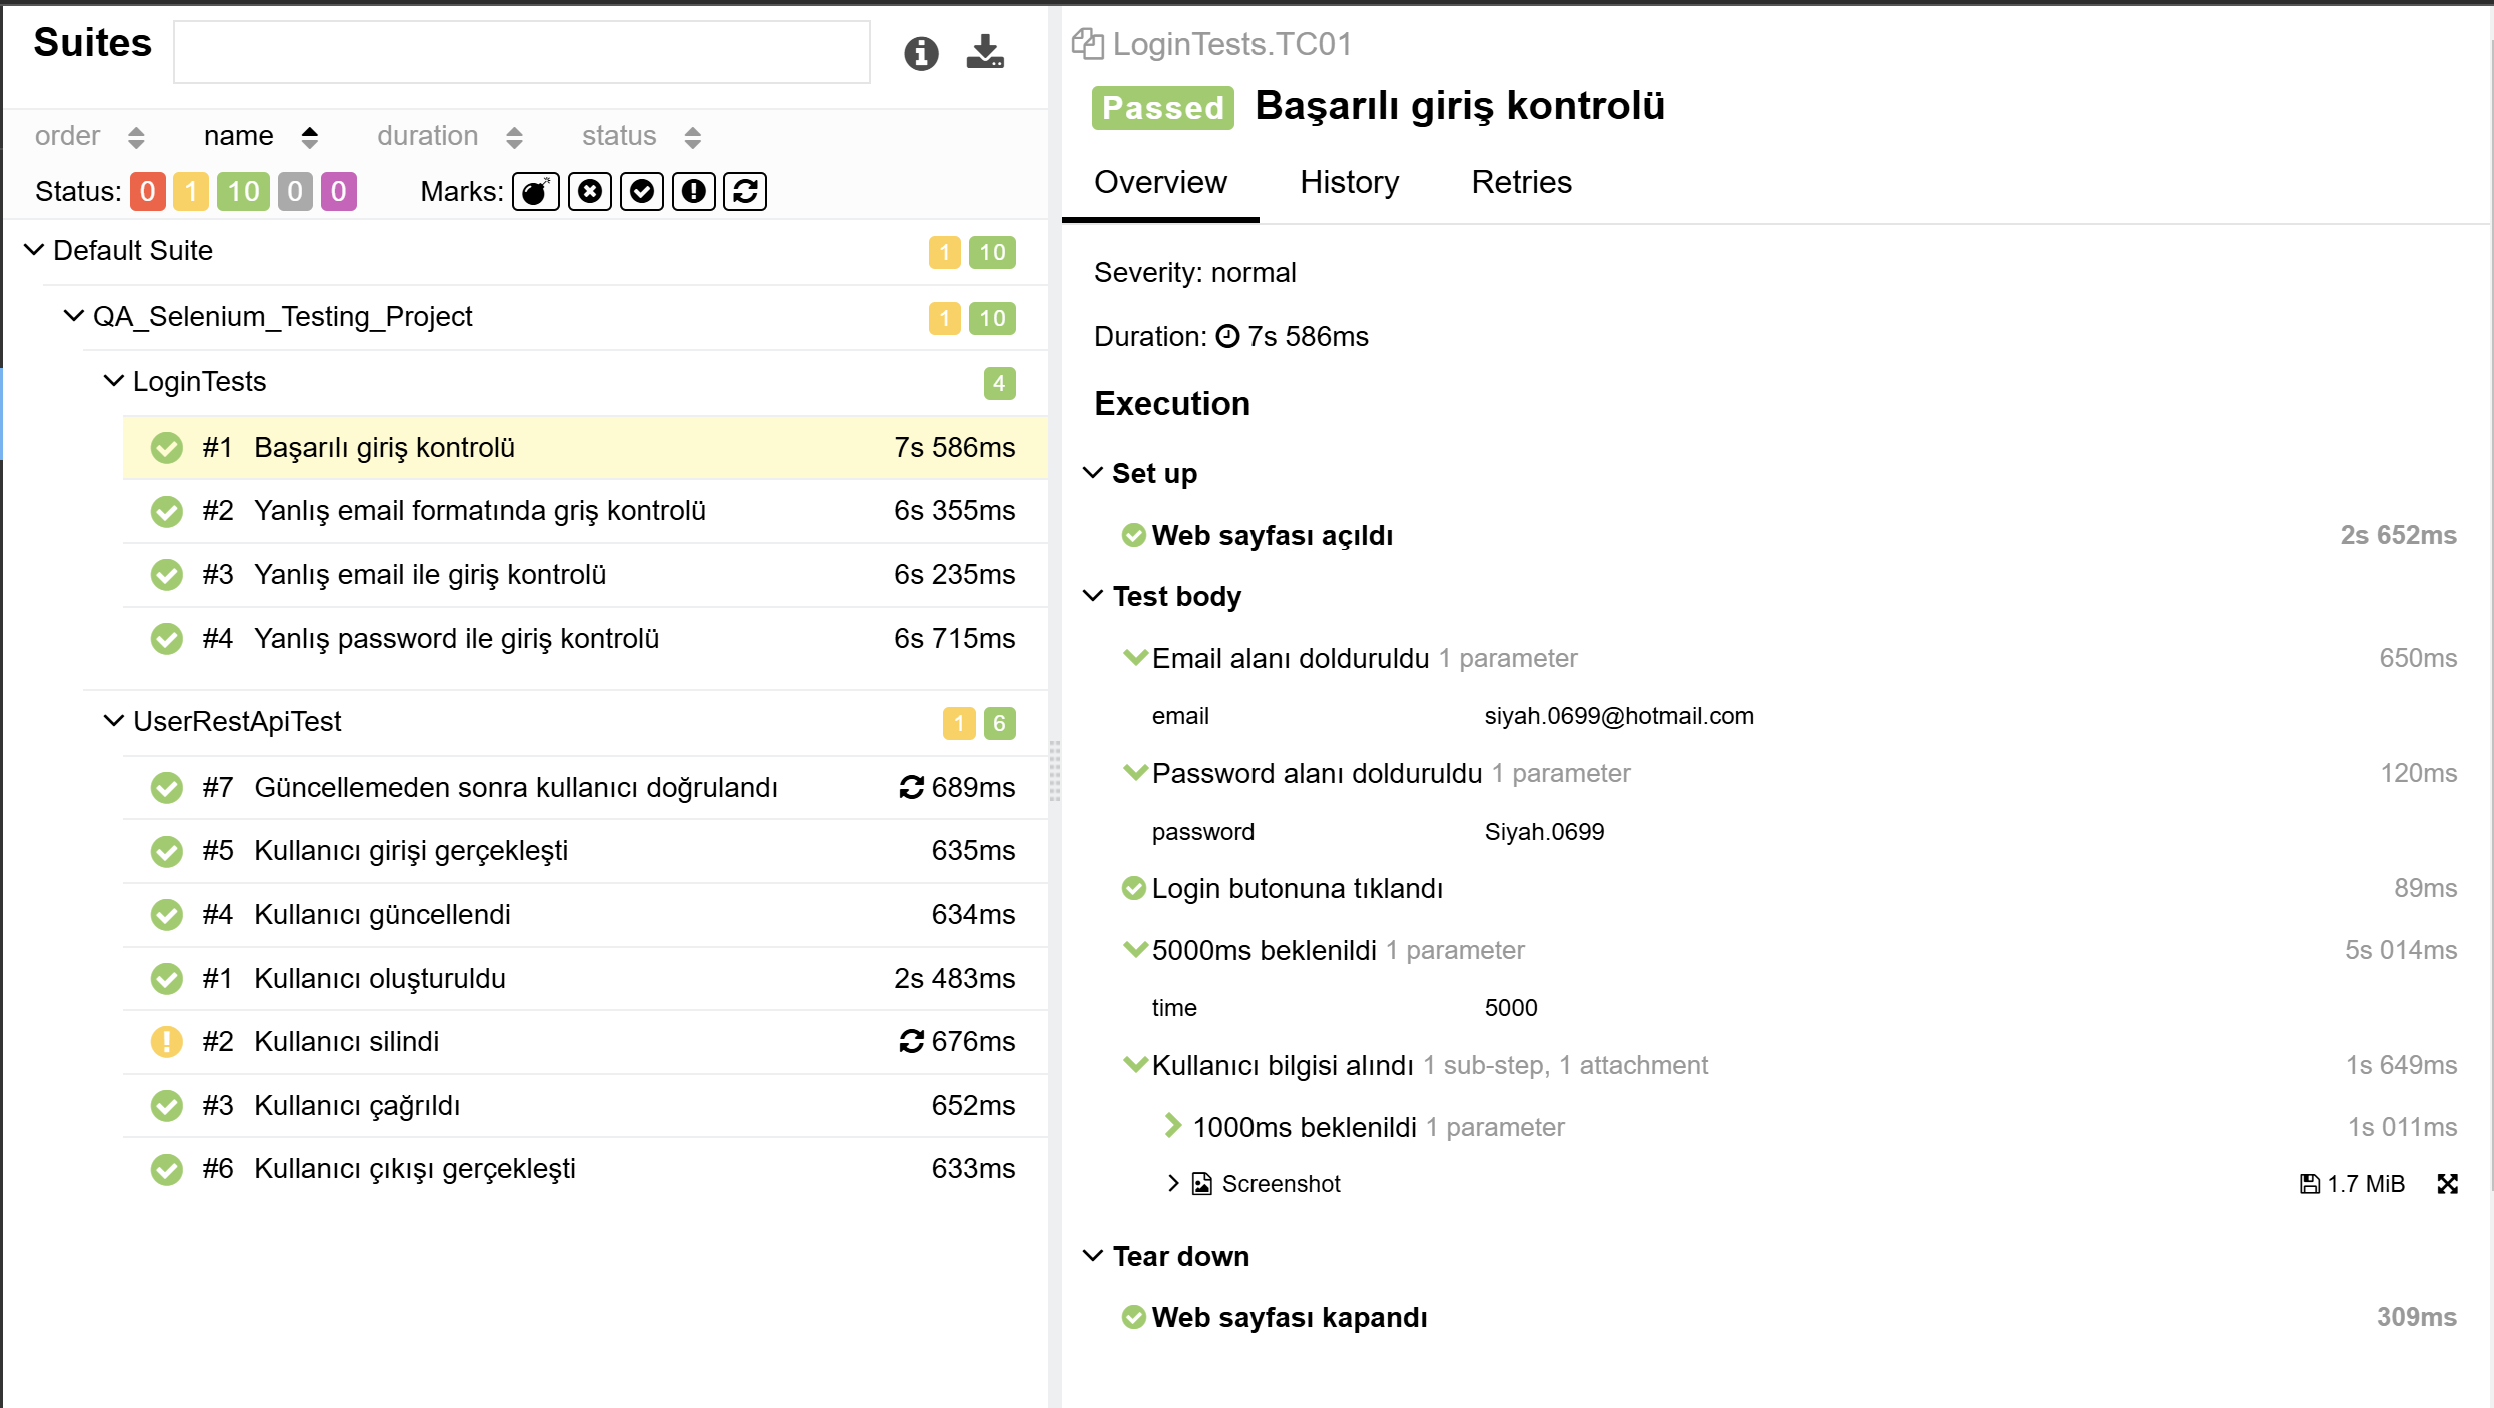 Suites
order name duration status
Status: 0 1 10 0 0 Marks:
Default Suite 1 10
QA_Selenium_Testing_Project 1 10
LoginTests 4
#1 Başarılı giriş kontrolü 7s 586ms
#2 Yanlış email formatında griş kontrolü 6s 355ms
#3 Yanlış email ile giriş kontrolü 6s 235ms
#4 Yanlış password ile giriş kontrolü 6s 715ms
UserRestApiTest 1 6
#7 Güncellemeden sonra kullanıcı doğrulandı 689ms
#5 Kullanıcı girişi gerçekleşti 635ms
#4 Kullanıcı güncellendi 634ms
#1 Kullanıcı oluşturuldu 2s 483ms
#2 Kullanıcı silindi 676ms
#3 Kullanıcı çağrıldı 652ms
#6 Kullanıcı çıkışı gerçekleşti 633ms
LoginTests.TC01
Passed Başarılı giriş kontrolü
Overview History Retries
Severity: normal
Duration: 7s 586ms
Execution
Set up
Web sayfası açıldı 2s 652ms
Test body
Email alanı dolduruldu 1 parameter 650ms
email siyah.0699@hotmail.com
Password alanı dolduruldu 1 parameter 120ms
password Siyah.0699
Login butonuna tıklandı 89ms
5000ms beklenildi 1 parameter 5s 014ms
time 5000
Kullanıcı bilgisi alındı 1 sub-step, 1 attachment 1s 649ms
1000ms beklenildi 1 parameter 1s 011ms
Screenshot 1.7 MiB
Tear down
Web sayfası kapandı 309ms